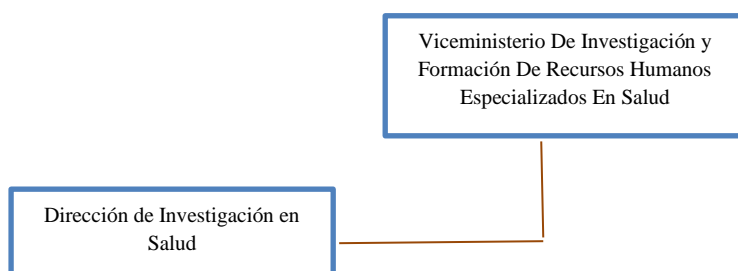 Viceministerio De Investigación y
Formación De Recursos Humanos
Especializados En Salud
Dirección de Investigación en
Salud